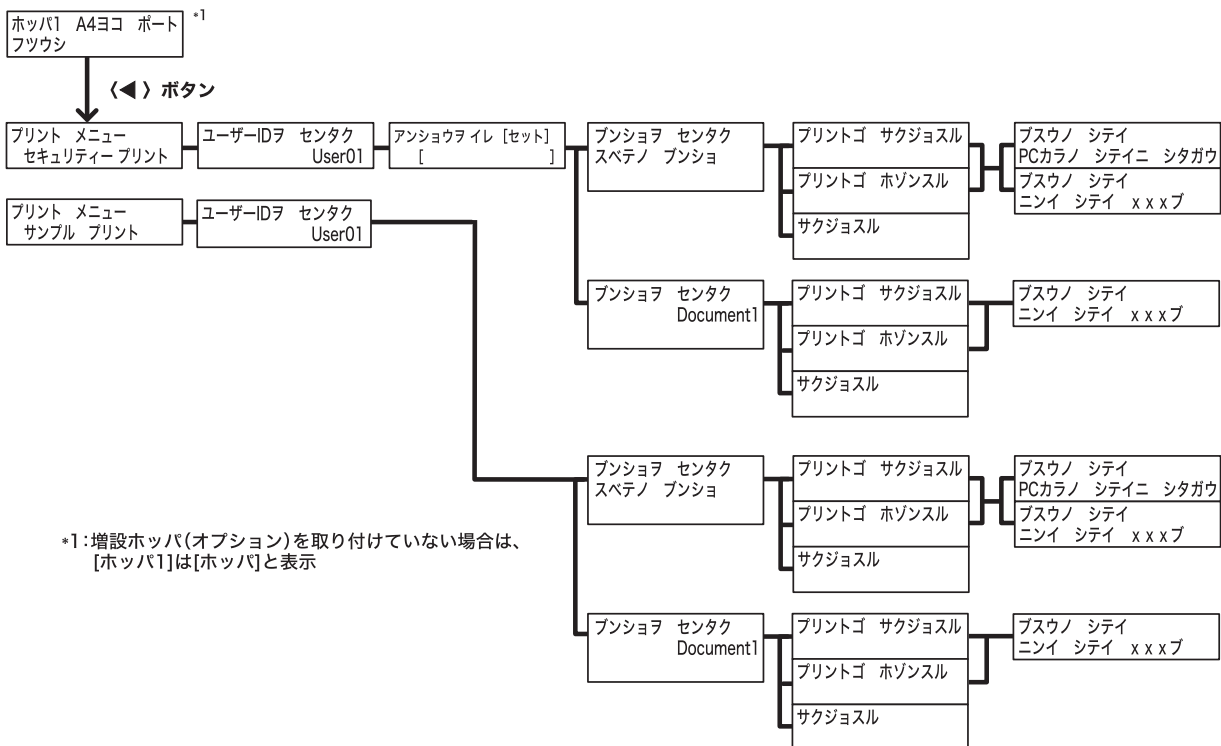 ホッパ1 A4ヨコ ポート *1
フツウシ
〈◀〉ボタン
プリント メニュー
セキュリティー プリント
ユーザーIDヲ センタク
User01
アンショウヲ イレ [セット]
[ ]
ブンショヲ センタク
スベテノ ブンショ
プリントゴ サクジョスル
プリントゴ ホゾンスル
サクジョスル
ブスウノ シテイ
PCカラノ シテイニ シタガウ
ブスウノ シテイ
ニンイ シテイ x x x ブ
プリント メニュー
サンプル プリント
ユーザーIDヲ センタク
User01
ブンショヲ センタク
Document1
プリントゴ サクジョスル
プリントゴ ホゾンスル
サクジョスル
ブスウノ シテイ
ニンイ シテイ x x x ブ
ブンショヲ センタク
スベテノ ブンショ
プリントゴ サクジョスル
プリントゴ ホゾンスル
サクジョスル
ブスウノ シテイ
PCカラノ シテイニ シタガウ
ブスウノ シテイ
ニンイ シテイ x x x ブ
*1:増設ホッパ(オプション)を取り付けていない場合は、
[ホッパ1]は[ホッパ]と表示
ブンショヲ センタク
Document1
プリントゴ サクジョスル
プリントゴ ホゾンスル
サクジョスル
ブスウノ シテイ
ニンイ シテイ x x x ブ